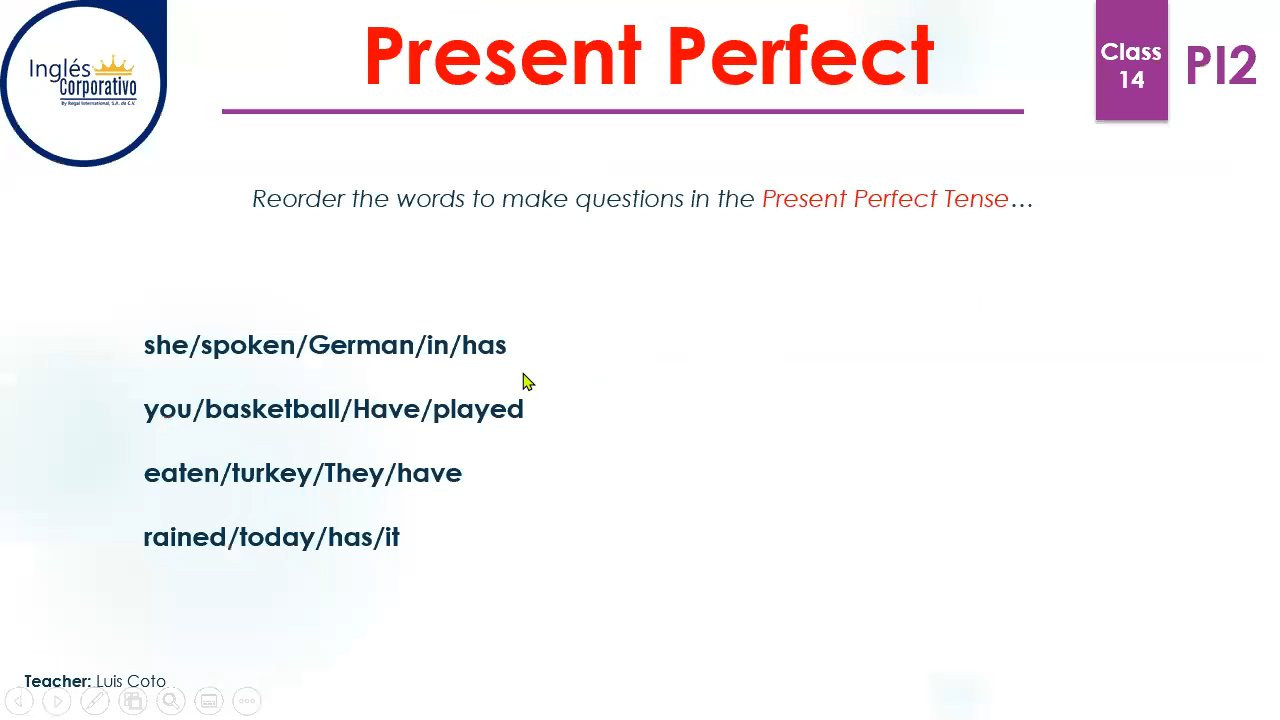 Inglés
Corporativo
By Regal International, S.A. de C.V.
Present Perfect
Class
14
PI2
Reorder the words to make questions in the Present Perfect Tense…
she/spoken/German/in/has
you/basketball/Have/played
eaten/turkey/They/have
rained/today/has/it
Teacher: Luis Coto